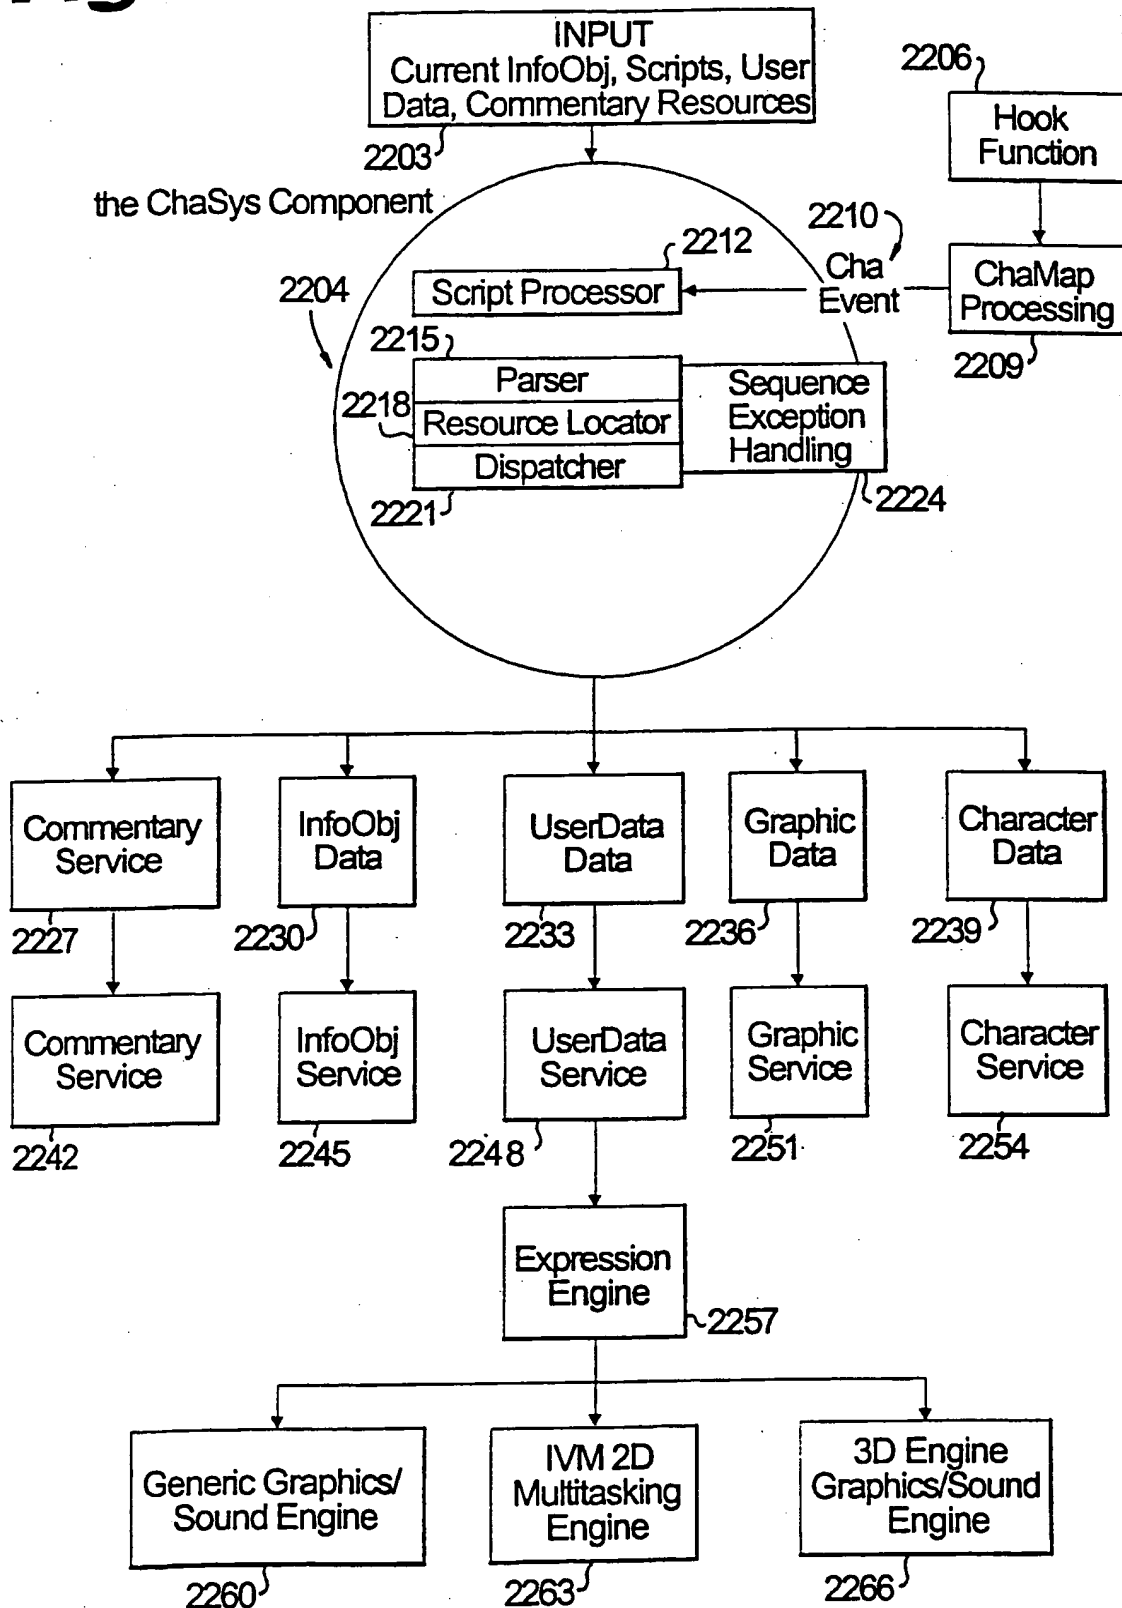 INPUT
Current InfoObj, Scripts, User
Data, Commentary Resources
2203
2206
Hook
Function
the ChaSys Component
2210
2212
Cha
Event
ChaMap
Processing
2209
2204
Script Processor
2215
Parser
2218
Resource Locator
Dispatcher
2221
Sequence
Exception
Handling
2224
Commentary
Service
2227
InfoObj
Data
2230
UserData
Data
2233
Graphic
Data
2236
Character
Data
2239
Commentary
Service
2242
InfoObj
Service
2245
UserData
Service
2248
Graphic
Service
2251
Character
Service
2254
Expression
Engine
2257
Generic Graphics/
Sound Engine
2260
IVM 2D
Multitasking
Engine
2263
3D Engine
Graphics/Sound
Engine
2266